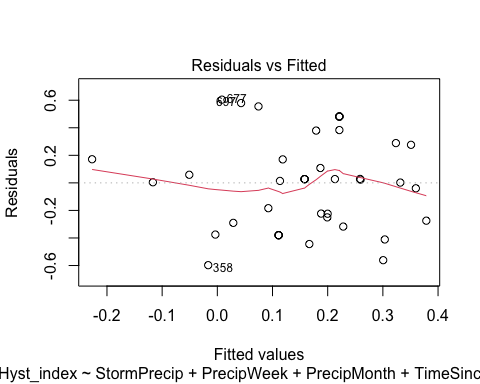 Residuals vs Fitted
Residuals
0.6
0.2
-0.2
-0.6
677
697
358
-0.2 -0.1 0.0 0.1 0.2 0.3 0.4
Fitted values
Hyst_index ~ StormPrecip + PrecipWeek + PrecipMonth + TimeSinc